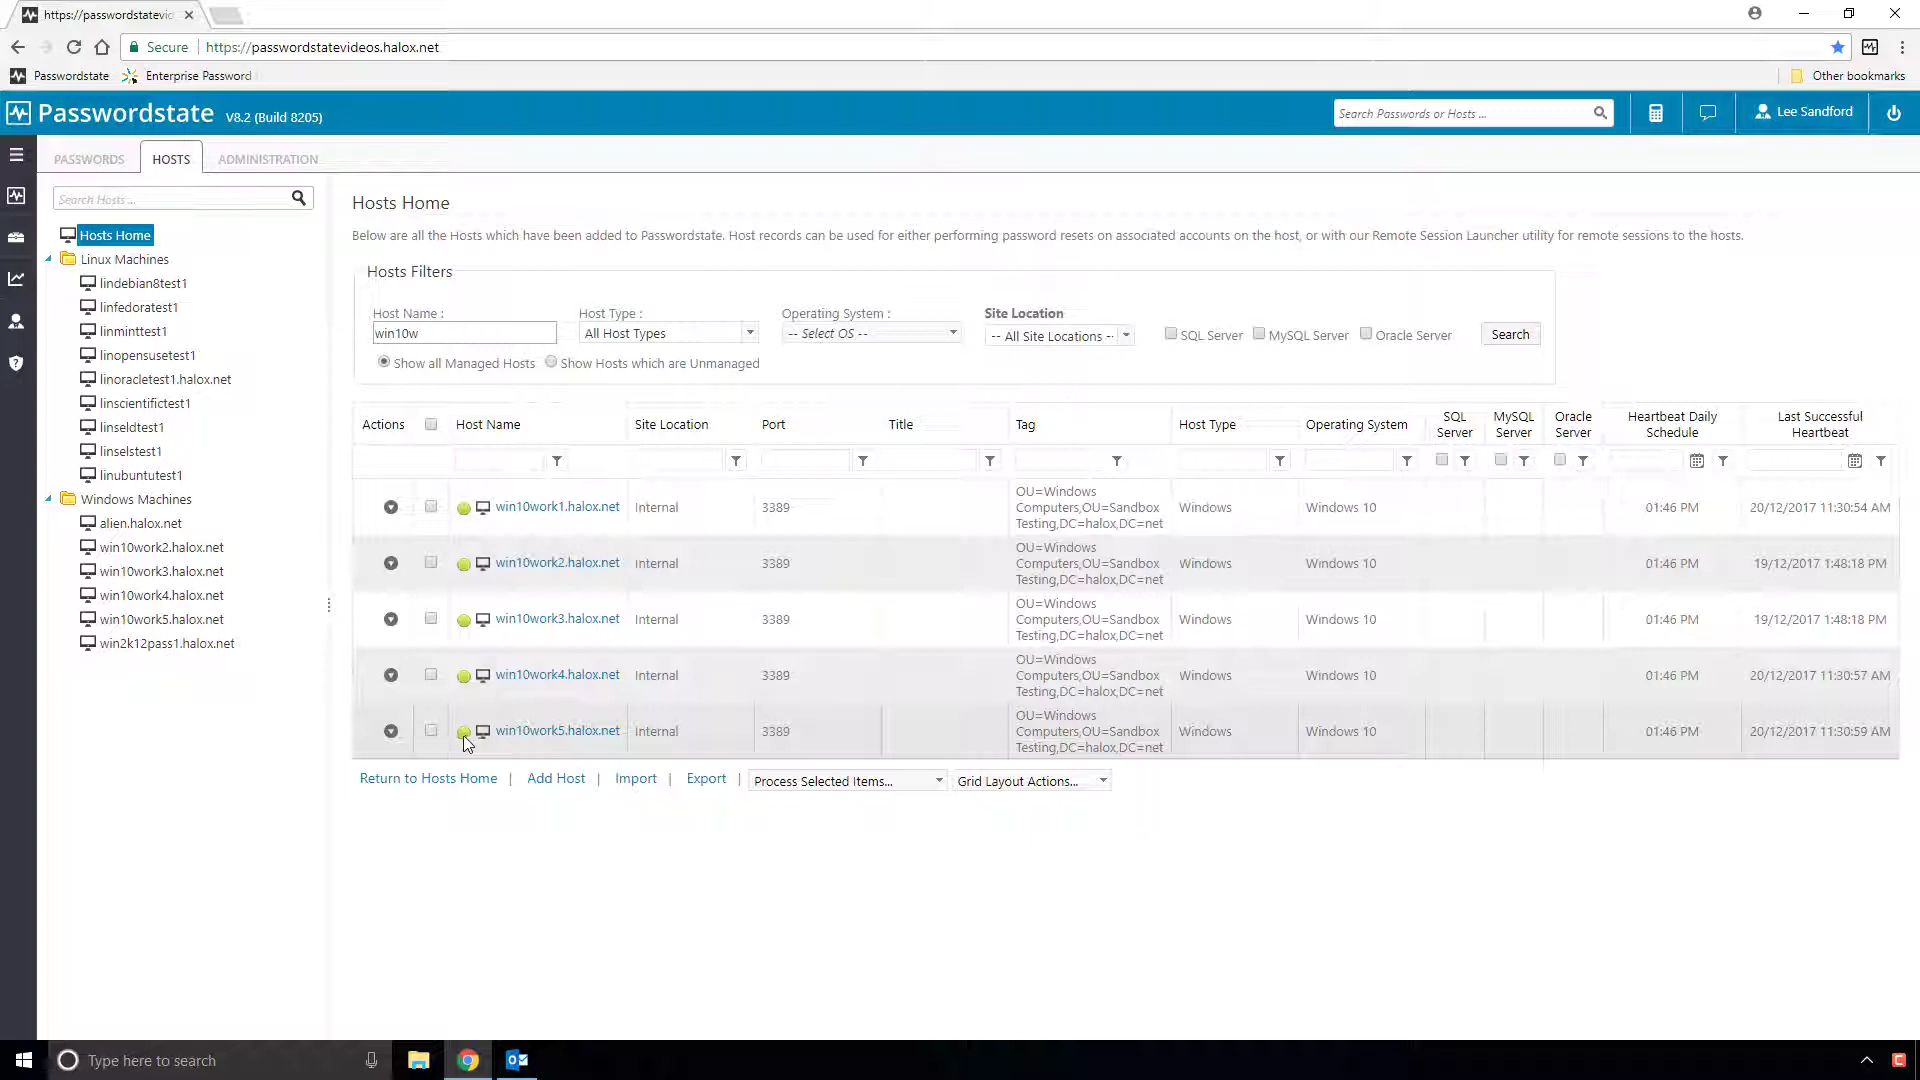 https://passwordstatevid
Secure https://passwordstatevideos.halox.net
Passwordstate Enterprise Password Other bookmarks
Passwordstate V8.2 (Build 8205) Search Passwords or Hosts ... Lee Sandford
PASSWORDS HOSTS ADMINISTRATION
Search Hosts ...
Hosts Home
Linux Machines
lindebian8test1
linfedoratest1
linminttest1
linopensusetest1
linoracletest1.halox.net
linscientifictest1
linseldtest1
linselstest1
linubuntutest1
Windows Machines
alien.halox.net
win10work2.halox.net
win10work3.halox.net
win10work4.halox.net
win10work5.halox.net
win2k12pass1.halox.net
Hosts Home
Below are all the Hosts which have been added to Passwordstate. Host records can be used for either performing password resets on associated accounts on the host, or with our Remote Session Launcher utility for remote sessions to the hosts.
Hosts Filters
Host Name : Host Type : Operating System : Site Location
win10w All Host Types -- Select OS -- -- All Site Locations -- SQL Server MySQL Server Oracle Server Search
Show all Managed Hosts Show Hosts which are Unmanaged
Actions Host Name Site Location Port Title Tag Host Type Operating System SQL Server MySQL Server Oracle Server Heartbeat Daily Schedule Last Successful Heartbeat
win10work1.halox.net Internal 3389 OU=Windows Computers,OU=Sandbox Testing,DC=halox,DC=net Windows Windows 10 01:46 PM 20/12/2017 11:30:54 AM
win10work2.halox.net Internal 3389 OU=Windows Computers,OU=Sandbox Testing,DC=halox,DC=net Windows Windows 10 01:46 PM 19/12/2017 1:48:18 PM
win10work3.halox.net Internal 3389 OU=Windows Computers,OU=Sandbox Testing,DC=halox,DC=net Windows Windows 10 01:46 PM 19/12/2017 1:48:18 PM
win10work4.halox.net Internal 3389 OU=Windows Computers,OU=Sandbox Testing,DC=halox,DC=net Windows Windows 10 01:46 PM 20/12/2017 11:30:57 AM
win10work5.halox.net Internal 3389 OU=Windows Computers,OU=Sandbox Testing,DC=halox,DC=net Windows Windows 10 01:46 PM 20/12/2017 11:30:59 AM
Return to Hosts Home | Add Host | Import | Export | Process Selected Items... Grid Layout Actions...
Type here to search